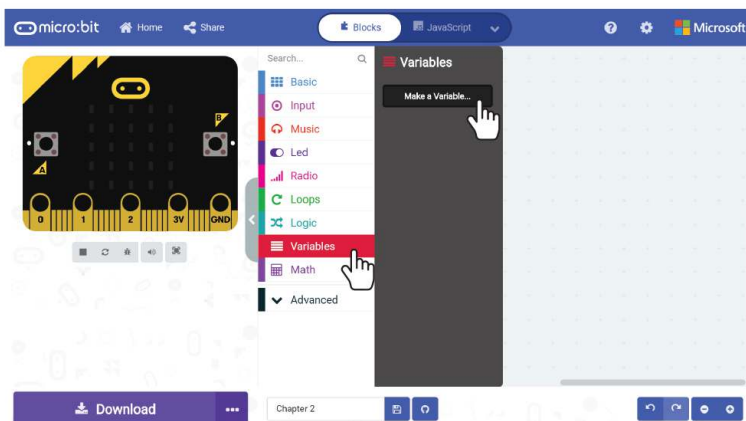 micro:bit Home Share Blocks JavaScript Microsoft
Search... Variables
Basic
Make a Variable...
Input
Music
Led
Radio
Loops
Logic
Variables
Math
Advanced
B
A
0 1 2 3V GND
Download Chapter 2